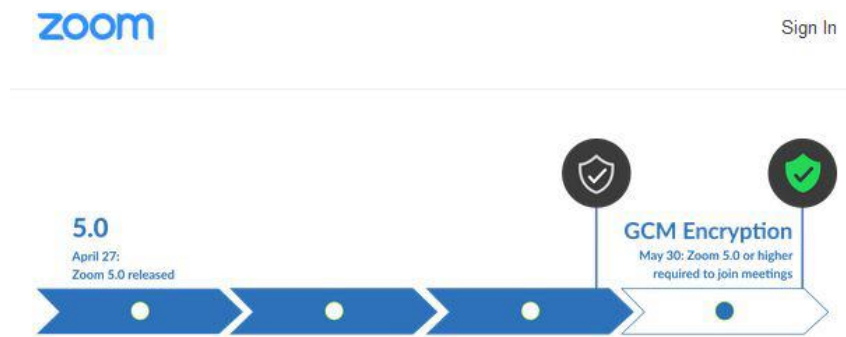 zoom
Sign In
5.0
April 27:
Zoom 5.0 released
GCM Encryption
May 30: Zoom 5.0 or higher
required to join meetings